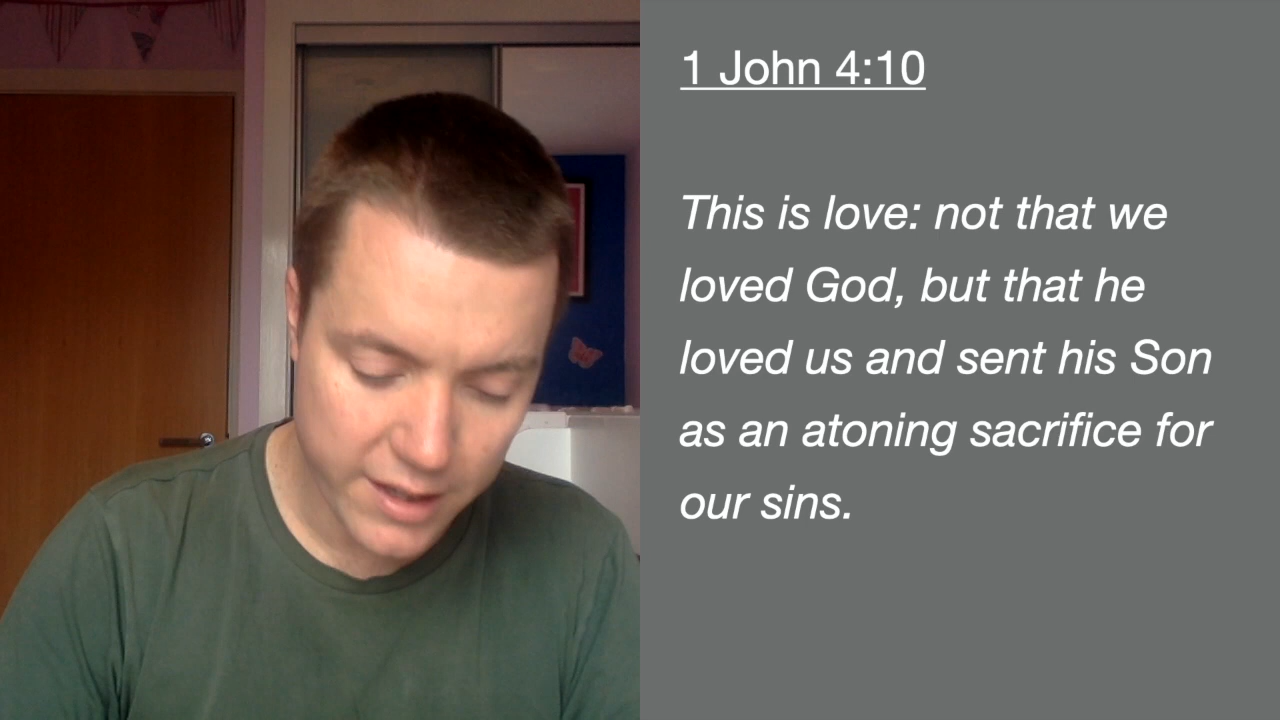 1 John 4:10
This is love: not that we
loved God, but that he
loved us and sent his Son
as an atoning sacrifice for
our sins.